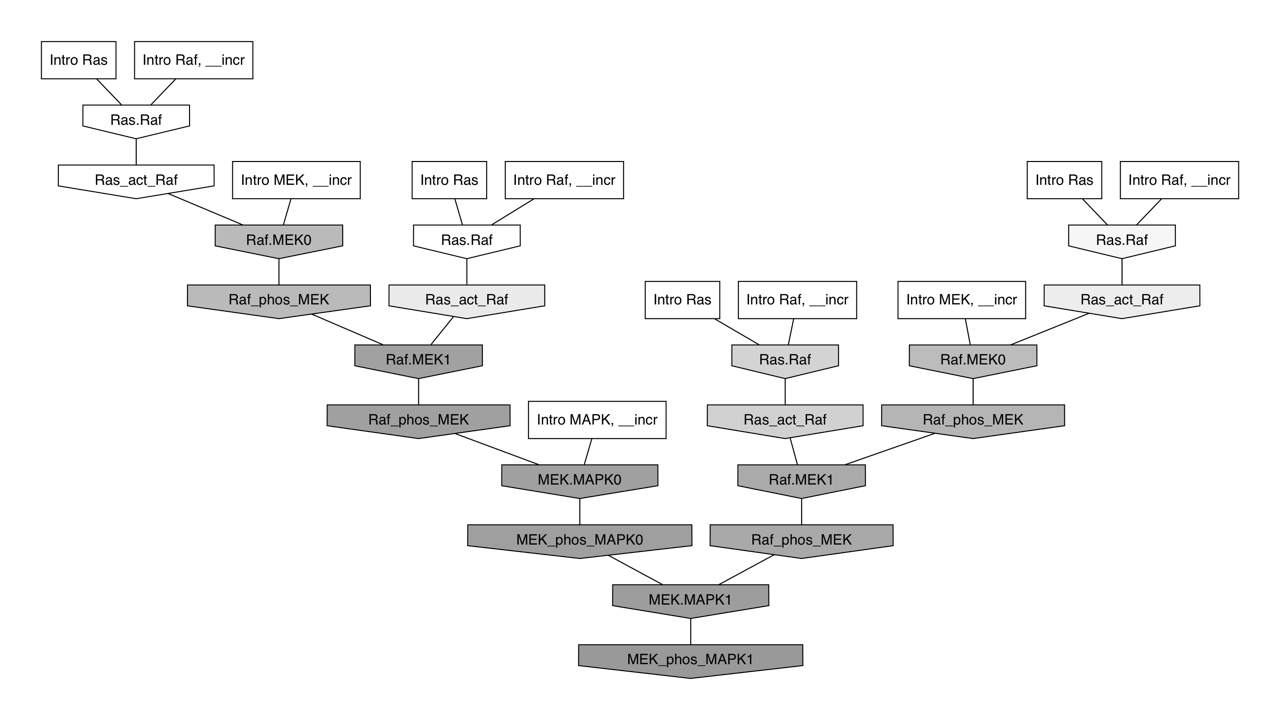 Intro Ras
Intro Raf, __incr
Ras.Raf
Ras_act_Raf
Intro MEK, __incr
Intro Ras
Intro Raf, __incr
Intro Ras
Intro Raf, __incr
Raf.MEK0
Ras.Raf
Ras.Raf
Raf_phos_MEK
Ras_act_Raf
Intro Ras
Intro Raf, __incr
Intro MEK, __incr
Ras_act_Raf
Raf.MEK1
Ras.Raf
Raf.MEK0
Raf_phos_MEK
Intro MAPK, __incr
Ras_act_Raf
Raf_phos_MEK
MEK.MAPK0
Raf.MEK1
MEK_phos_MAPK0
Raf_phos_MEK
MEK.MAPK1
MEK_phos_MAPK1